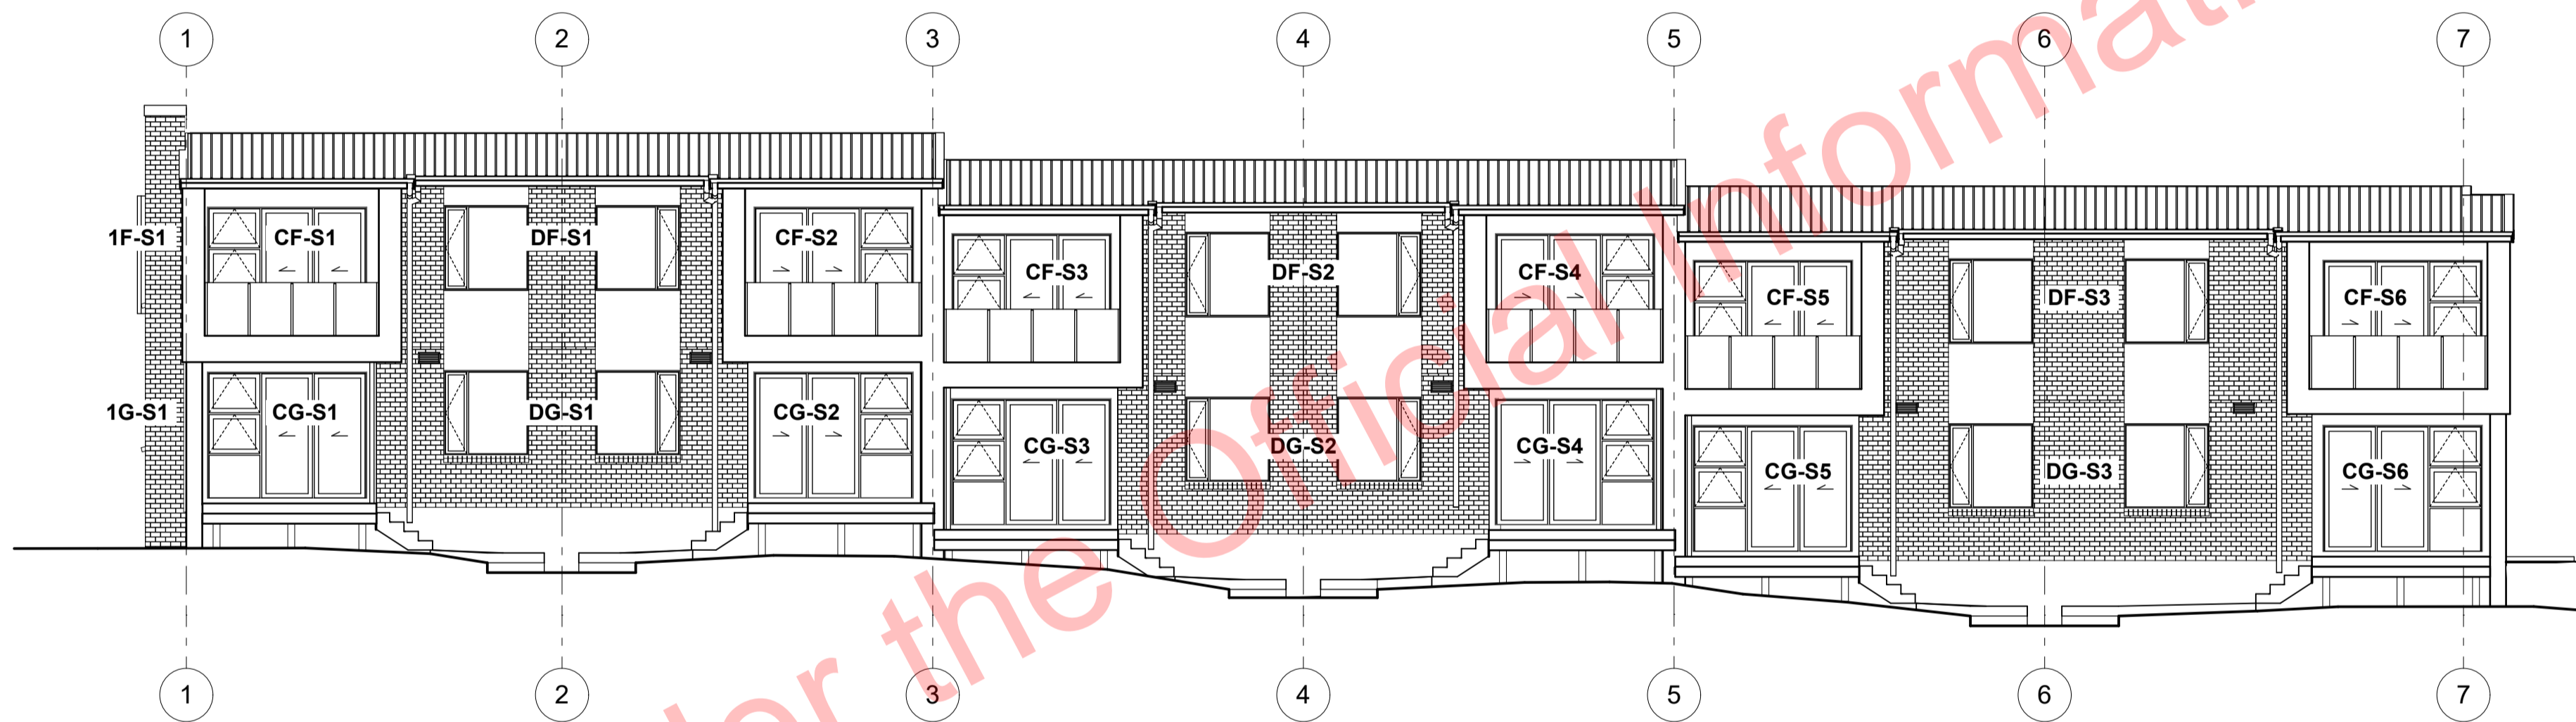 1 2 3 4 5 6 7
1F-S1 CF-S1 DF-S1 CF-S2 CF-S3 DF-S2 CF-S4 CF-S5 DF-S3 CF-S6
1G-S1 CG-S1 DG-S1 CG-S2 CG-S3 DG-S2 CG-S4 CG-S5 DG-S3 CG-S6
1 2 3 4 5 6 7
the Official Informat